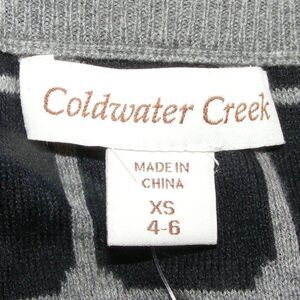 Coldwater Creek
MADE IN
CHINA
XS
4-6